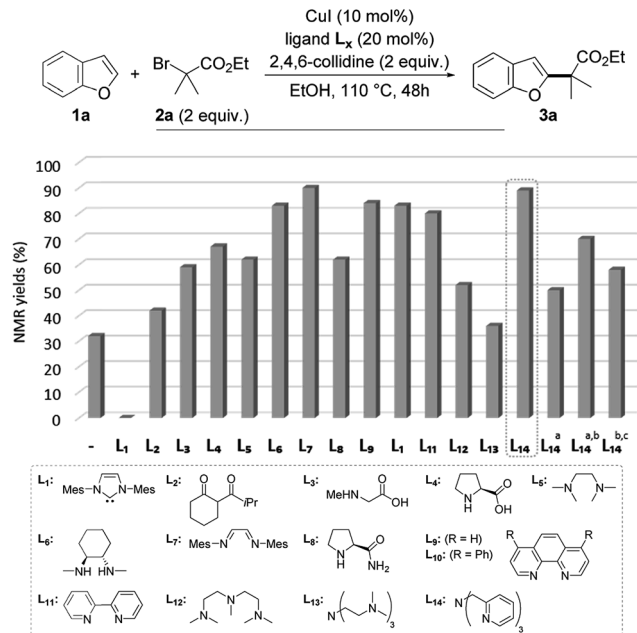 CuI (10 mol%)
ligand Lx (20 mol%)
2,4,6-collidine (2 equiv.)
EtOH, 110 °C, 48h
O
1a
+
Br
CO2Et
2a (2 equiv.)
O
CO2Et
3a
NMR yields (%)
100
90
80
70
60
50
40
30
20
10
0
- L1 L2 L3 L4 L5 L6 L7 L8 L9 L1 L11 L12 L13 L14 L14a L14a,b L14b,c
L1: Mes N N Mes
L2: O O iPr
L3: MeHN O OH
L4: N H O OH
L5: N N
L6: N H HN
L7: Mes N N Mes
L8: N H O NH2
L9: (R = H)
L10: (R = Ph)
R R N N
L11: N N
L12: N N N
L13: N N 3
L14: N N 3